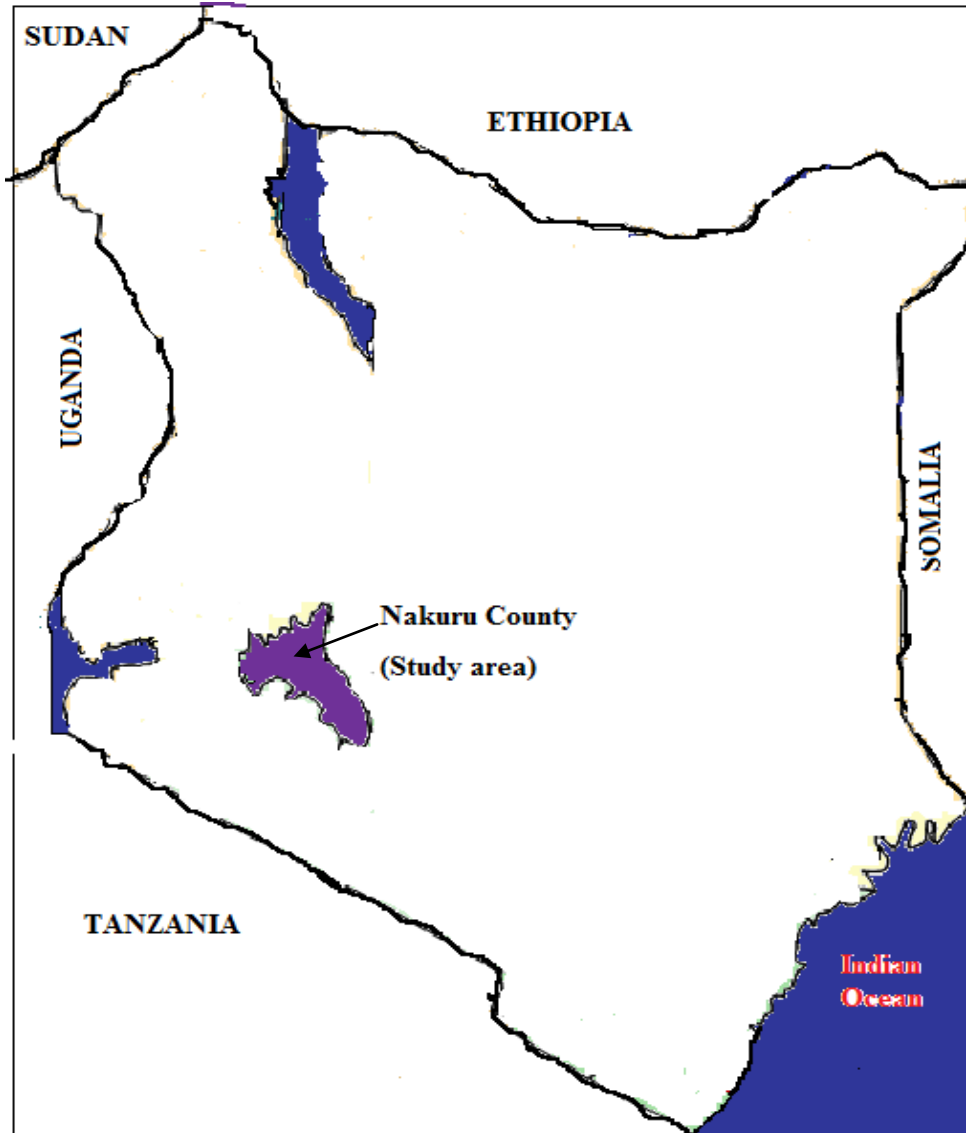 SUDAN
ETHIOPIA
UGANDA
SOMALIA
Nakuru County
(Study area)
TANZANIA
Indian
Ocean